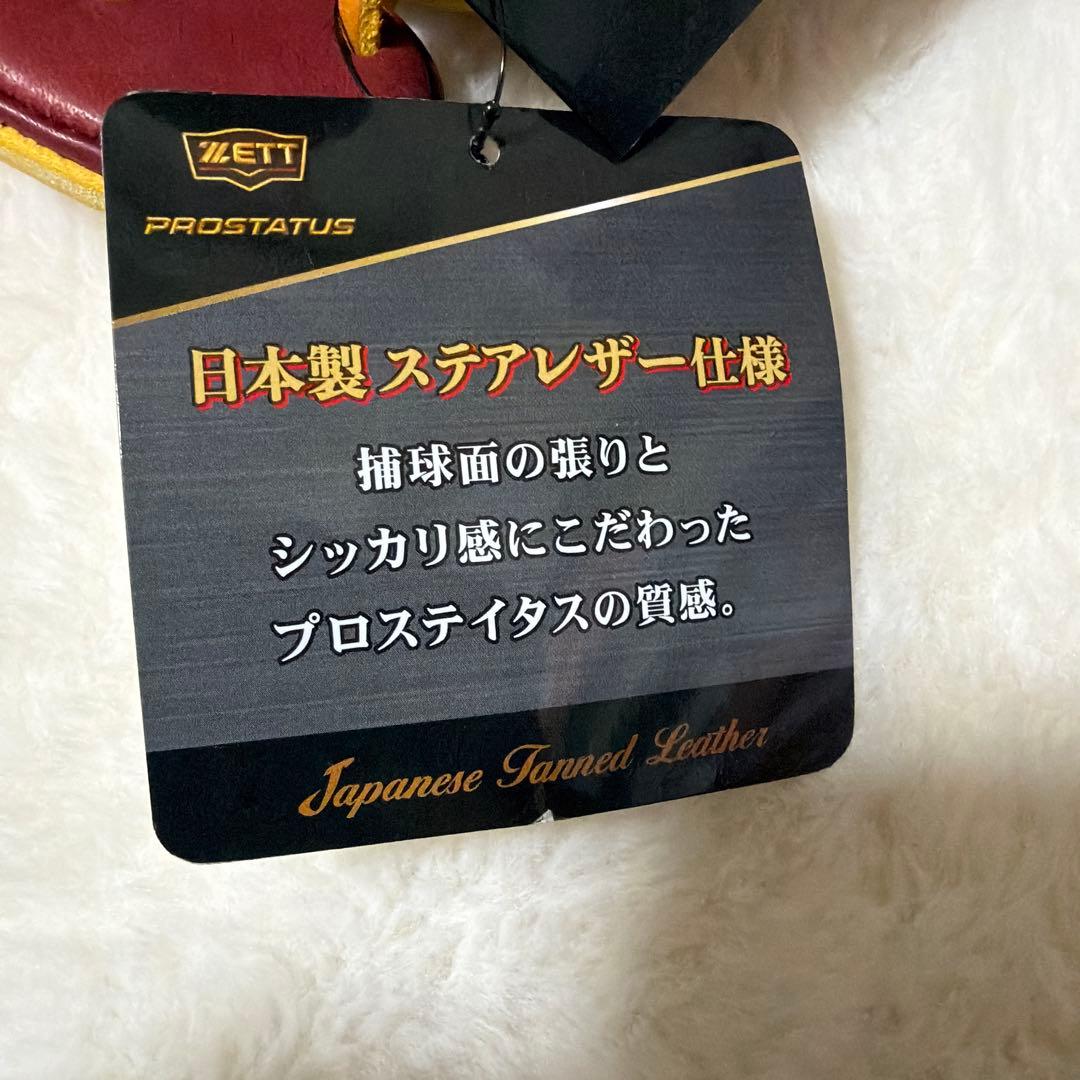 ZETT
PROSTATUS
日本製 ステアレザー仕様
捕球面の張りと
シッカリ感にこだわった
プロステイタスの質感。
Japanese Tanned Leather